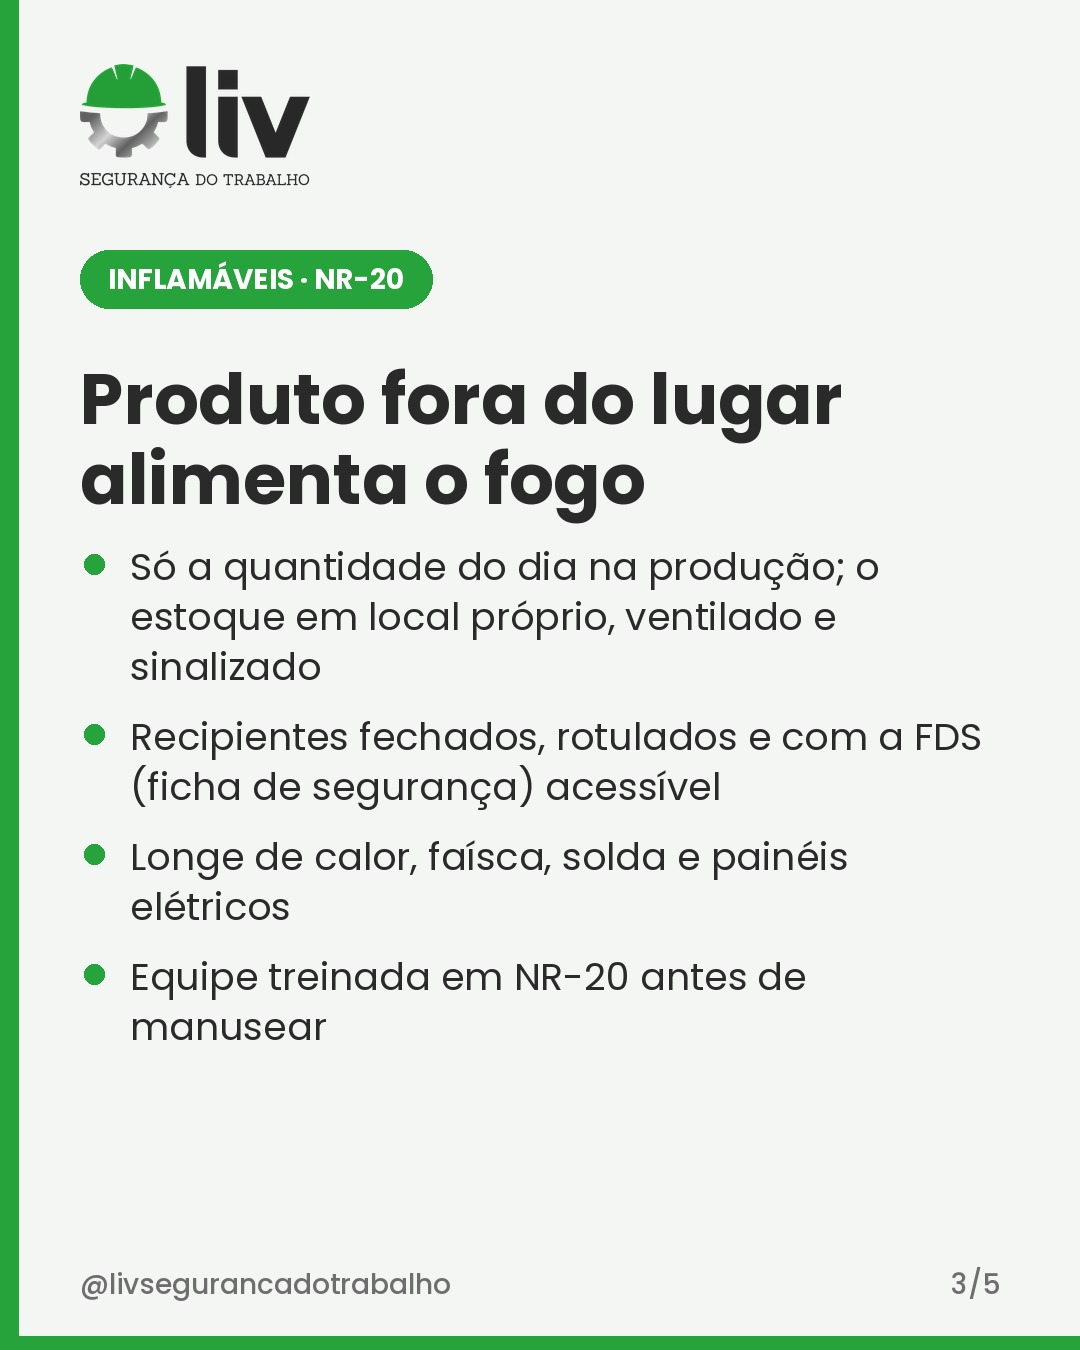 liv
SEGURANÇA DO TRABALHO
INFLAMÁVEIS · NR-20
Produto fora do lugar
alimenta o fogo
Só a quantidade do dia na produção; o
estoque em local próprio, ventilado e
sinalizado
Recipientes fechados, rotulados e com a FDS
(ficha de segurança) acessível
Longe de calor, faísca, solda e painéis
elétricos
Equipe treinada em NR-20 antes de
manusear
@livsegurancadotrabalho
3/5